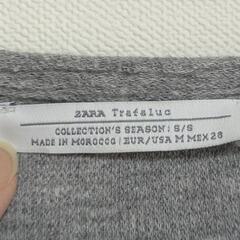 ZARA Trafaluc
COLLECTION'S SEASON: S/S
MADE IN MOROCCO EUR/USA M MEX 28